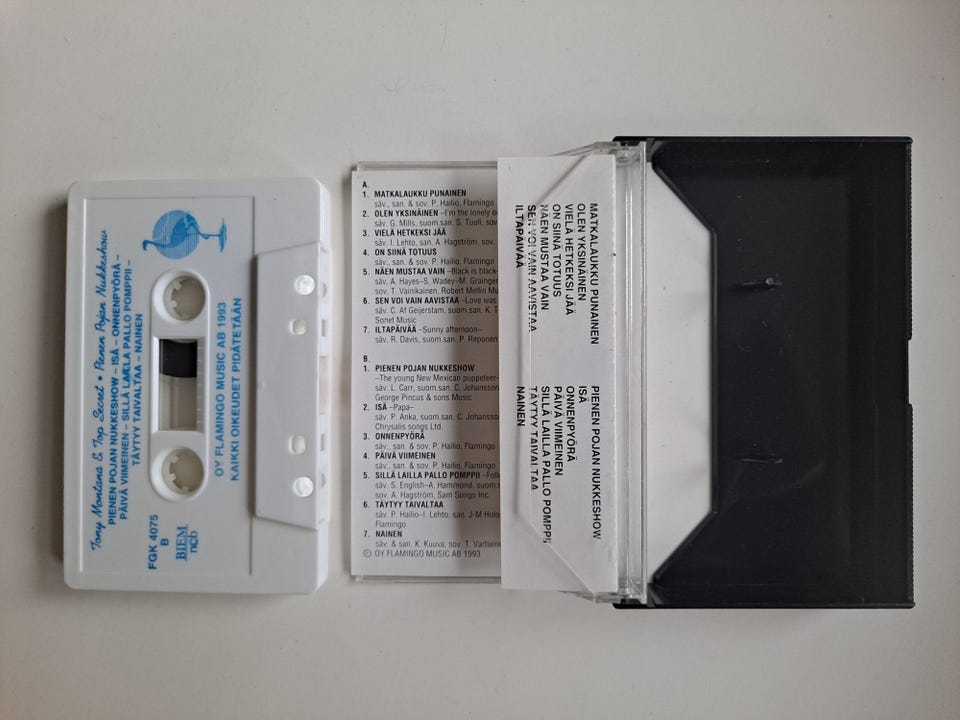 Tony Montana & Top Secret • Pienen Pojan Nukkeshow
PIENEN POJAN NUKKESHOW – ISÄ – ONNENPYÖRÄ –
PÄIVÄ VIIMEINEN – SILLÄ LAILLA PALLO POMPPII –
TÄYTYY TAIVALTAA – NAINEN
FGK 4075
B
BIEM
ncb
OY FLAMINGO MUSIC AB 1993
KAIKKI OIKEUDET PIDÄTETÄÄN
A.
1. MATKALAUKKU PUNAINEN
säv., san. & sov. P. Hailio, Flamingo
2. OLEN YKSINÄINEN –I'm the lonely o
säv. G. Mills, suom.san. S. Tueli, sov
3. VIELÄ HETKEKSI JÄÄ
säv. I. Lehto, san. A. Hagström, sov.
4. ON SIINÄ TOTUUS
säv., san. & sov. P. Hailio, Flamingo
5. NÄEN MUSTAA VAIN –Black is black–
säv. A. Hayes–S. Wadey–M. Grainger
sov. T. Vainikainen, Robert Mellin Mu
6. SEN VOI VAIN AAVISTAA –Love was
säv. C. Af Geijerstam, suom.san. K. T
Sonet Music
7. ILTAPÄIVÄÄ –Sunny afternoon–
säv. R. Davis, suom.san. P. Reponen
B.
1. PIENEN POJAN NUKKESHOW
–The young New Mexican puppeteer–
säv. L. Carr, suom.san. C. Johansso
George Pincus & sons Music
2. ISÄ –Papa–
säv. P. Anka, suom.san. C. Johansso
Chrysalis songs Ltd.
3. ONNENPYÖRÄ
säv., san. & sov. P. Hailio, Flamingo
4. PÄIVÄ VIIMEINEN
säv., san. & sov. P. Hailio, Flamingo
5. SILLÄ LAILLA PALLO POMPPII –Foll
säv. S. English–A. Hammond, suom.s
sov. A. Hagström, Sam Songs Inc.
6. TÄYTYY TAIVALTAA
säv. P. Hailio–I. Lehto, san. J-M Holo
Flamingo
7. NAINEN
säv. & san. K. Kuuva, sov. T. Vartiaine
© OY FLAMINGO MUSIC AB 1993
MATKALAUKKU PUNAINEN
OLEN YKSINÄINEN
VIELÄ HETKEKSI JÄÄ
ON SIINÄ TOTUUS
NÄEN MUSTAA VAIN
SEN VOI VAIN AAVISTAA
ILTAPÄIVÄÄ
PIENEN POJAN NUKKESHOW
ISÄ
ONNENPYÖRÄ
PÄIVÄ VIIMEINEN
SILLÄ LAILLA PALLO POMPPII
TÄYTYY TAIVALTAA
NAINEN